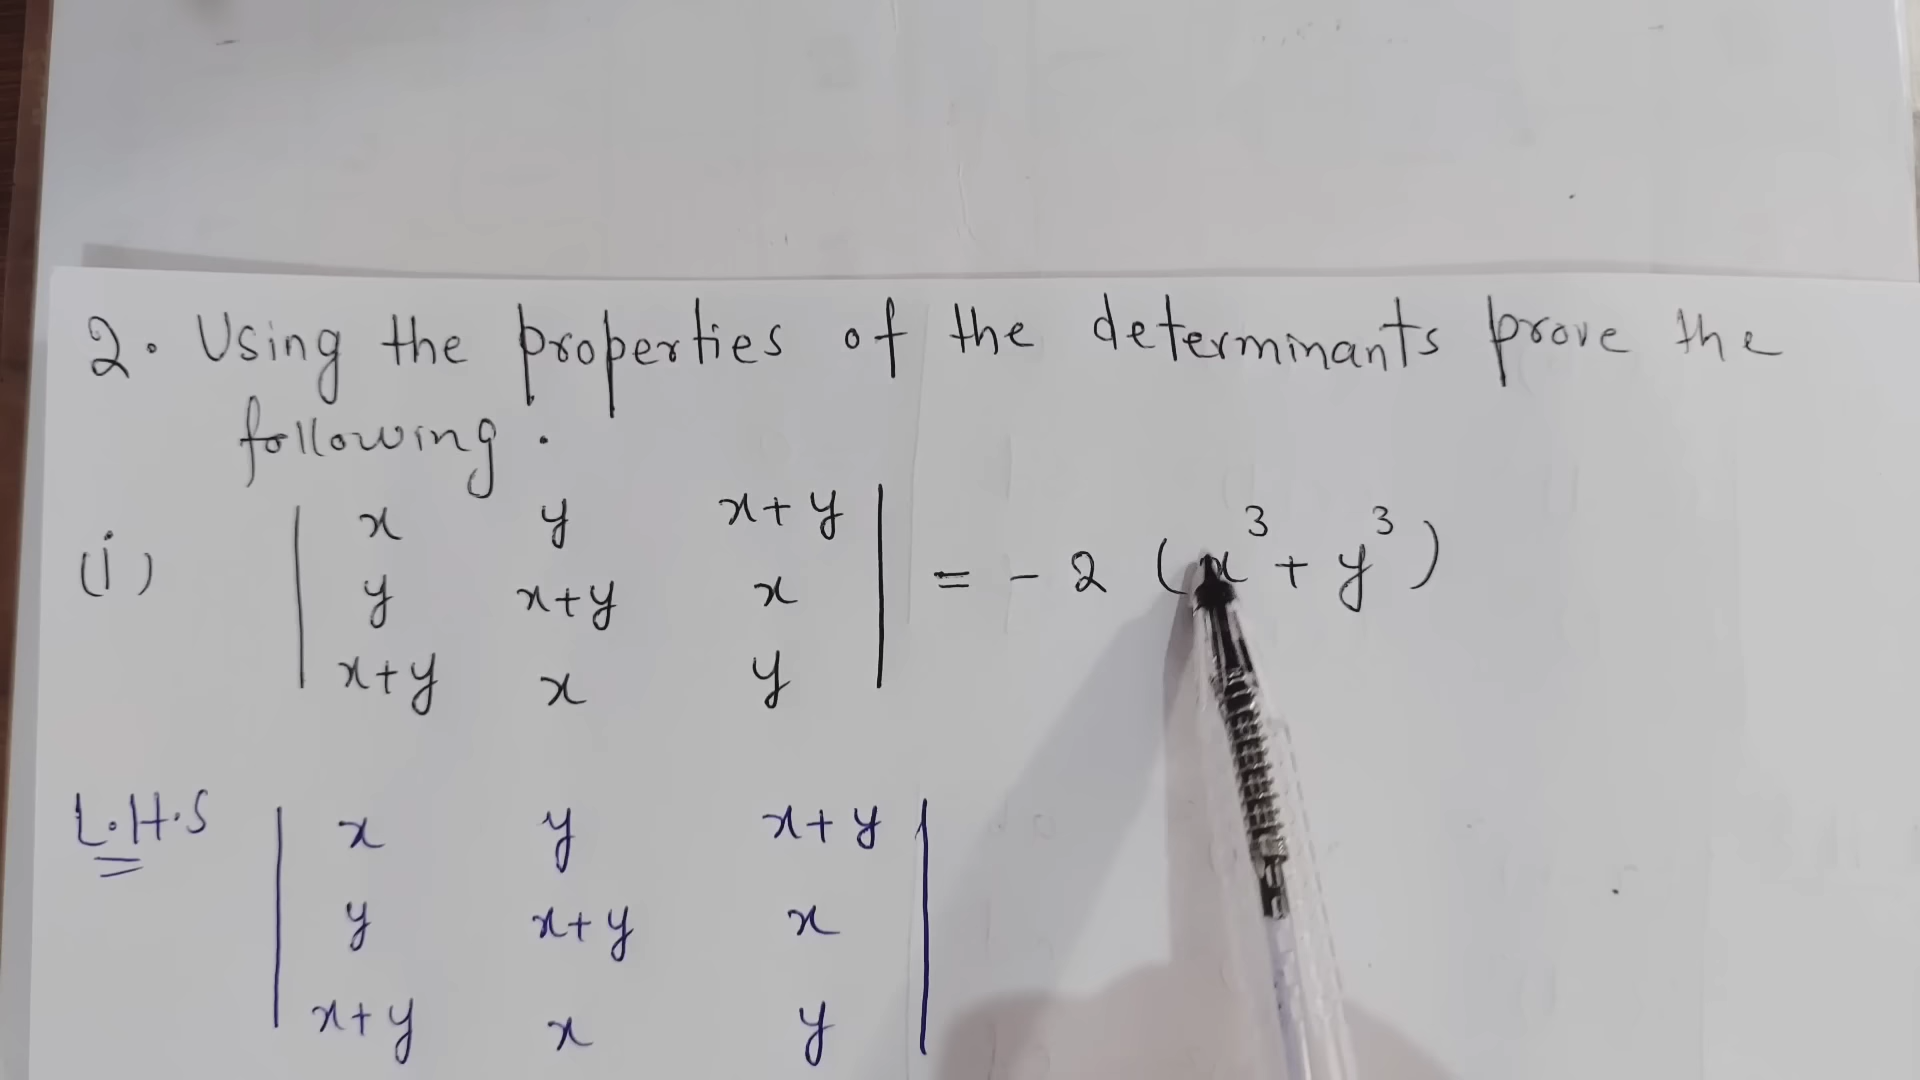 2. Using the properties of the determinants prove the
following.
(i) | x y x+y |
| y x+y x | = -2 (x³ + y³)
| x+y x y |
L.H.S | x y x+y |
| y x+y x |
| x+y x y |